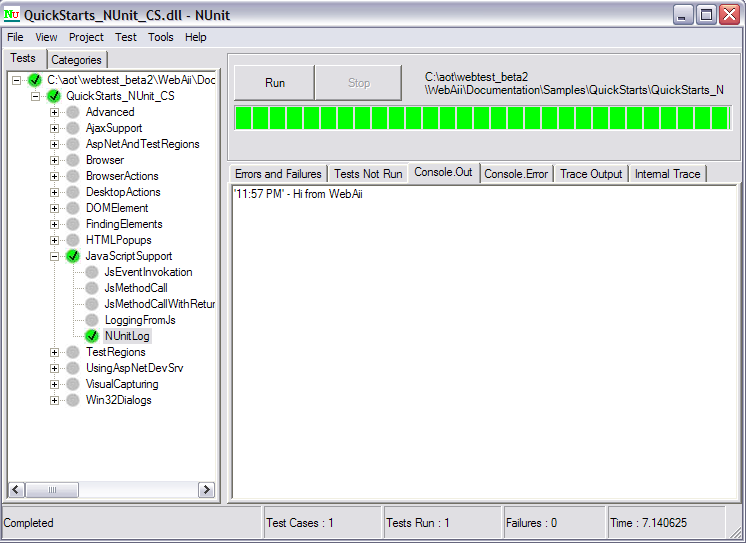 QuickStarts_NUnit_CS.dll - NUnit
File View Project Test Tools Help
Tests Categories
C:\aot\webtest_beta2\WebAii\Doc
QuickStarts_NUnit_CS
Advanced
AjaxSupport
AspNetAndTestRegions
Browser
BrowserActions
DesktopActions
DOMElement
FindingElements
HTMLPopups
JavaScriptSupport
JsEventInvokation
JsMethodCall
JsMethodCallWithRetur
LoggingFromJs
NUnitLog
TestRegions
UsingAspNetDevSrv
VisualCapturing
Win32Dialogs
Run Stop
C:\aot\webtest_beta2
\WebAii\Documentation\Samples\QuickStarts\QuickStarts_N
Errors and Failures Tests Not Run Console.Out Console.Error Trace Output Internal Trace
'11:57 PM' - Hi from WebAii
Completed Test Cases : 1 Tests Run : 1 Failures : 0 Time : 7.140625